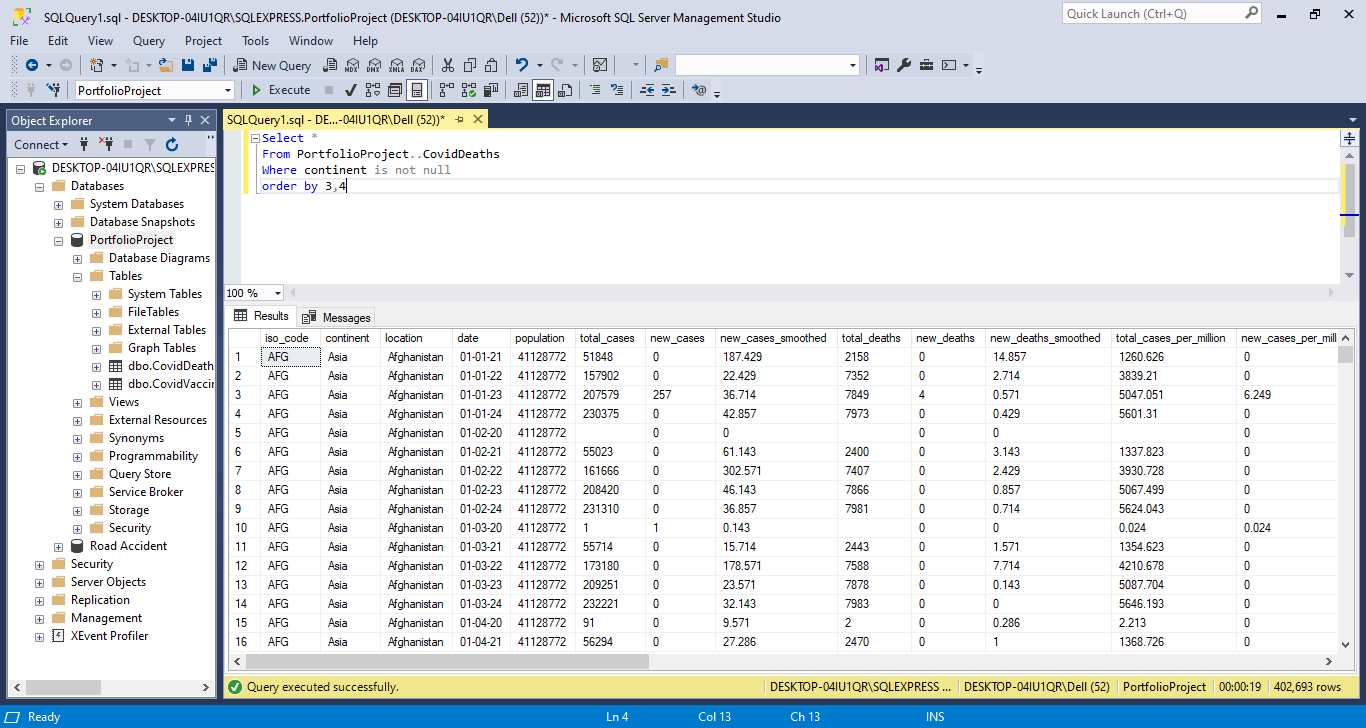 SQLQuery1.sql - DESKTOP-04IU1QR\SQLEXPRESS.PortfolioProject (DESKTOP-04IU1QR\Dell (52))* - Microsoft SQL Server Management Studio
Quick Launch (Ctrl+Q)
File Edit View Query Project Tools Window Help
New Query MDX DMX XMLA DAX
PortfolioProject Execute
Object Explorer
Connect
DESKTOP-04IU1QR\SQLEXPRES
Databases
System Databases
Database Snapshots
PortfolioProject
Database Diagrams
Tables
System Tables
FileTables
External Tables
Graph Tables
dbo.CovidDeath
dbo.CovidVaccir
Views
External Resources
Synonyms
Programmability
Query Store
Service Broker
Storage
Security
Road Accident
Security
Server Objects
Replication
Management
XEvent Profiler
SQLQuery1.sql - DE...-04IU1QR\Dell (52))*
Select *
From PortfolioProject..CovidDeaths
Where continent is not null
order by 3,4
100 %
Results Messages
iso_code continent location date population total_cases new_cases new_cases_smoothed total_deaths new_deaths new_deaths_smoothed total_cases_per_million new_cases_per_mill
1 AFG Asia Afghanistan 01-01-21 41128772 51848 0 187.429 2158 0 14.857 1260.626 0
2 AFG Asia Afghanistan 01-01-22 41128772 157902 0 22.429 7352 0 2.714 3839.21 0
3 AFG Asia Afghanistan 01-01-23 41128772 207579 257 36.714 7849 4 0.571 5047.051 6.249
4 AFG Asia Afghanistan 01-01-24 41128772 230375 0 42.857 7973 0 0.429 5601.31 0
5 AFG Asia Afghanistan 01-02-20 41128772 0 0 0 0 0
6 AFG Asia Afghanistan 01-02-21 41128772 55023 0 61.143 2400 0 3.143 1337.823 0
7 AFG Asia Afghanistan 01-02-22 41128772 161666 0 302.571 7407 0 2.429 3930.728 0
8 AFG Asia Afghanistan 01-02-23 41128772 208420 0 46.143 7866 0 0.857 5067.499 0
9 AFG Asia Afghanistan 01-02-24 41128772 231310 0 36.857 7981 0 0.714 5624.043 0
10 AFG Asia Afghanistan 01-03-20 41128772 1 1 0.143 0 0 0.024 0.024
11 AFG Asia Afghanistan 01-03-21 41128772 55714 0 15.714 2443 0 1.571 1354.623 0
12 AFG Asia Afghanistan 01-03-22 41128772 173180 0 178.571 7588 0 7.714 4210.678 0
13 AFG Asia Afghanistan 01-03-23 41128772 209251 0 23.571 7878 0 0.143 5087.704 0
14 AFG Asia Afghanistan 01-03-24 41128772 232221 0 32.143 7983 0 0 5646.193 0
15 AFG Asia Afghanistan 01-04-20 41128772 91 0 9.571 2 0 0.286 2.213 0
16 AFG Asia Afghanistan 01-04-21 41128772 56294 0 27.286 2470 0 1 1368.726 0
Query executed successfully. DESKTOP-04IU1QR\SQLEXPRESS ... DESKTOP-04IU1QR\Dell (52) PortfolioProject 00:00:19 402,693 rows
Ready Ln 4 Col 13 Ch 13 INS